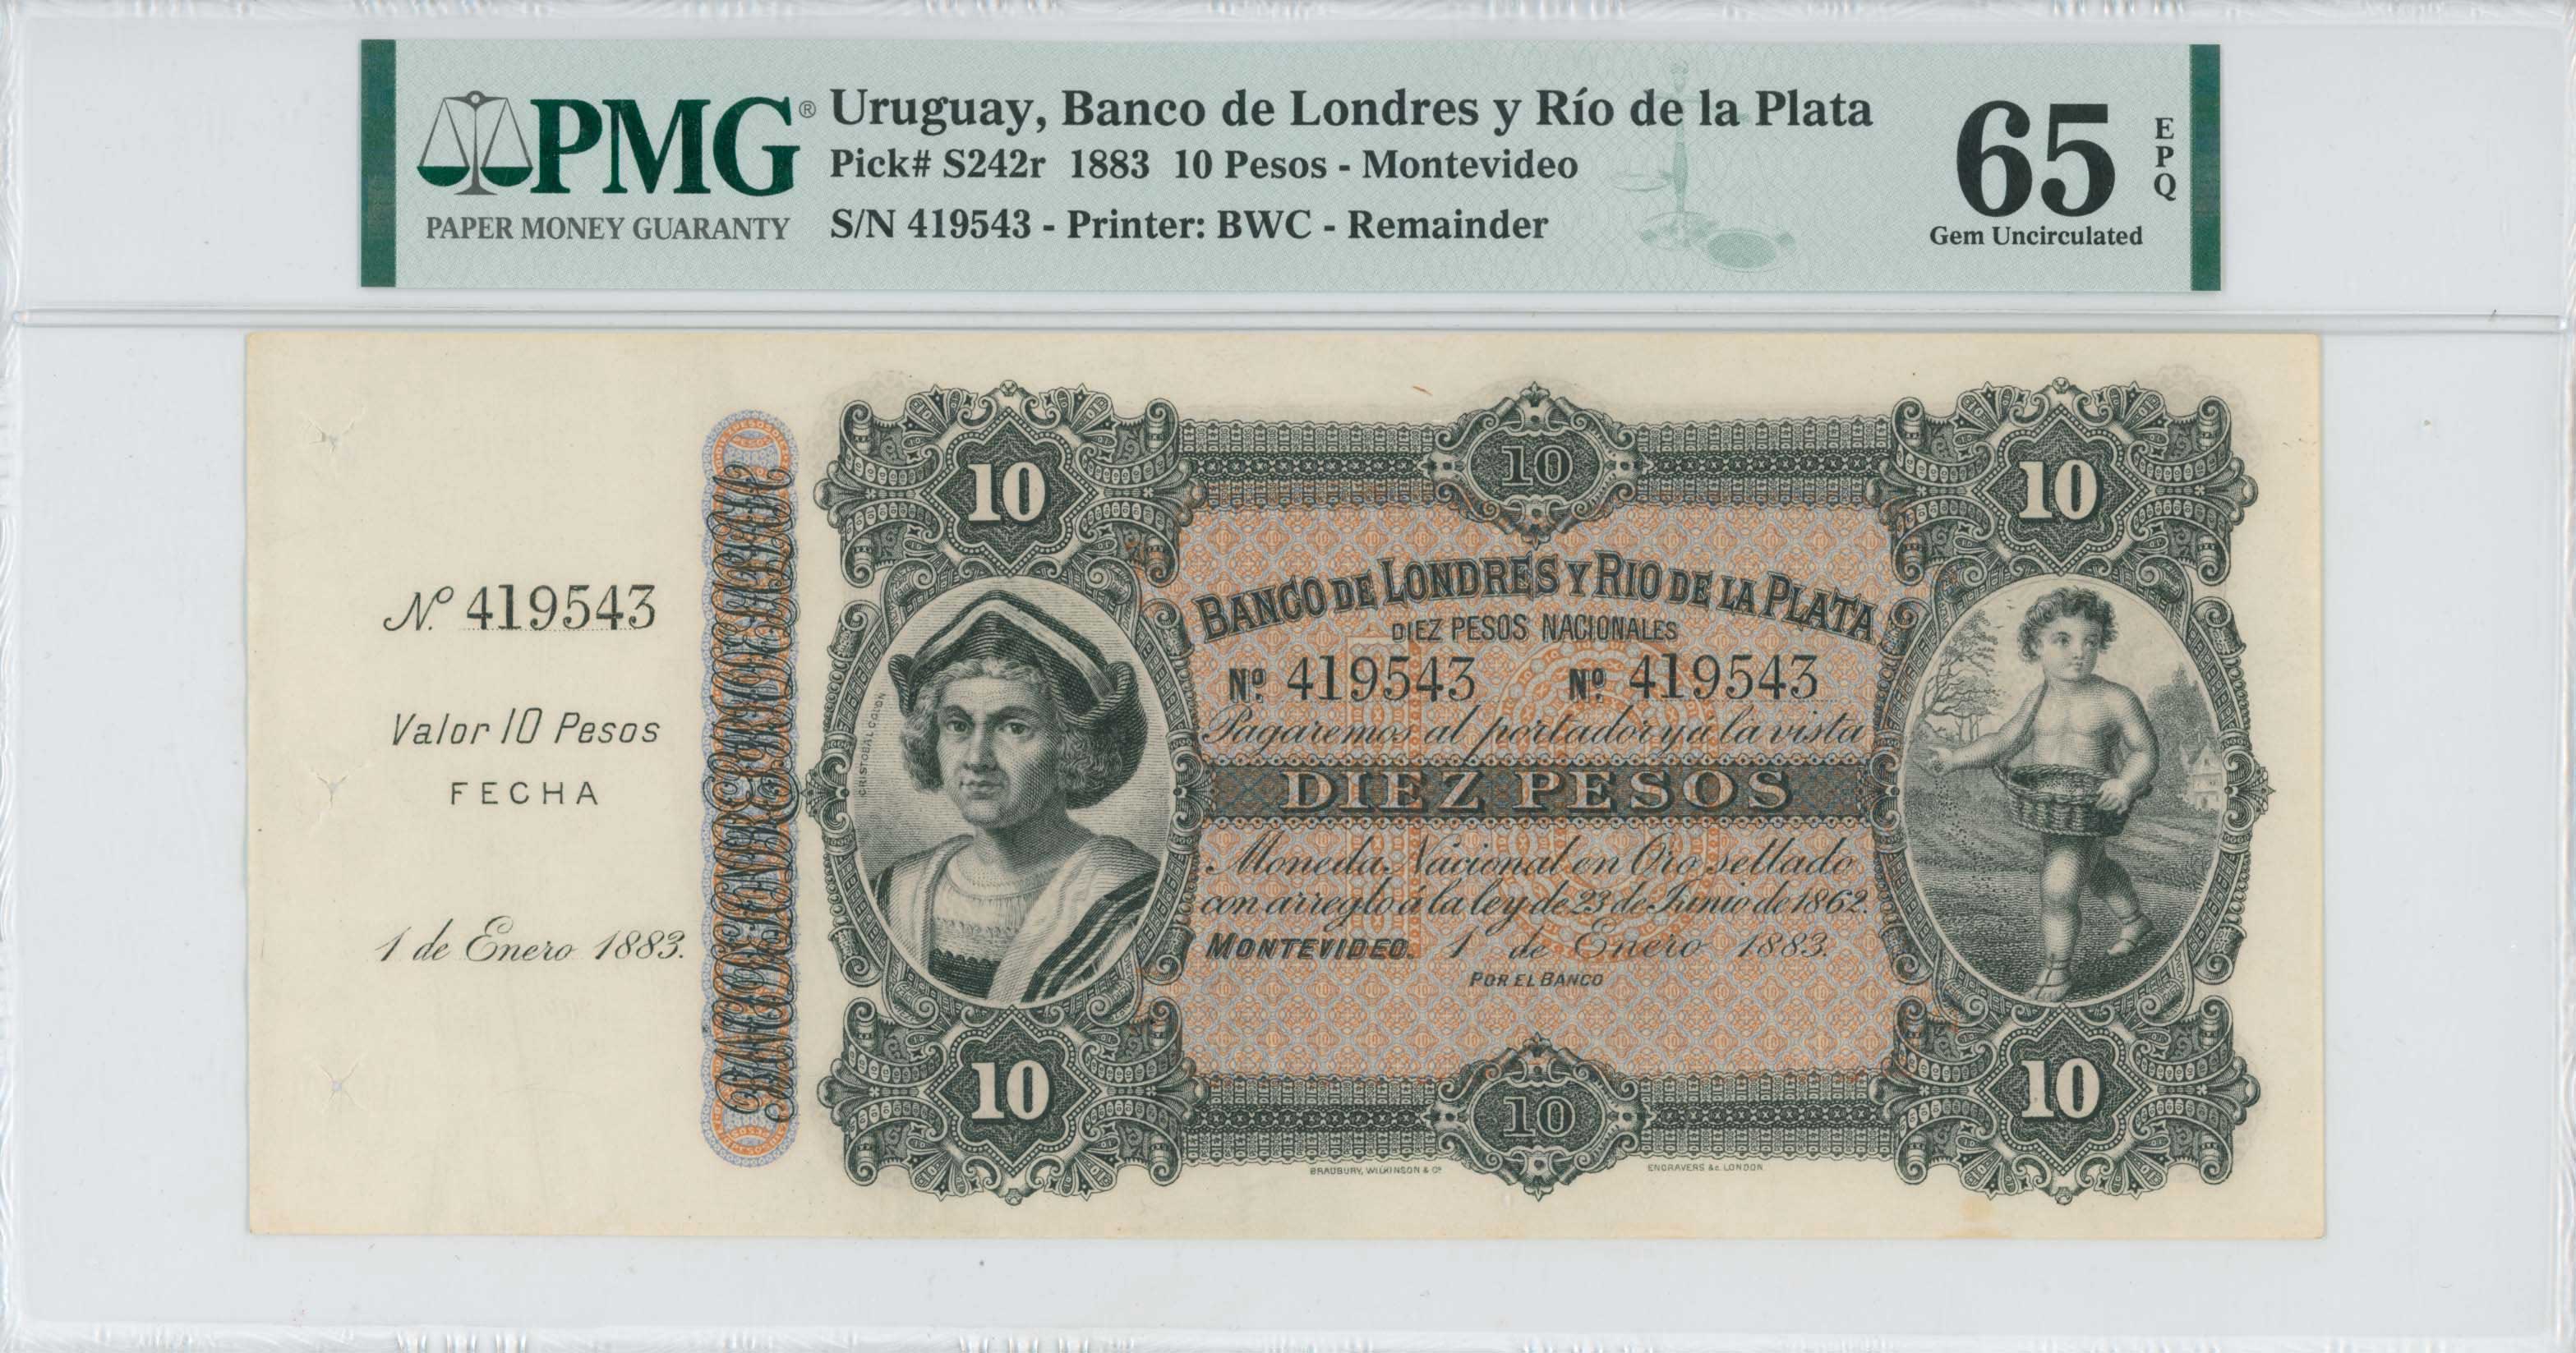 PMG®
PAPER MONEY GUARANTY
Uruguay, Banco de Londres y Río de la Plata
Pick# S242r 1883 10 Pesos - Montevideo
S/N 419543 - Printer: BWC - Remainder
65
EPQ
Gem Uncirculated
Nº 419543
Valor 10 Pesos
FECHA
1 de Enero 1883.
10
10
10
BANCO DE LONDRES Y RIO DE LA PLATA
DIEZ PESOS NACIONALES
Nº 419543 Nº 419543
Pagaremos al portador y á la vista
DIEZ PESOS
Moneda Nacional en Oro sellado
con arreglo á la ley de 23 de Junio de 1862.
MONTEVIDEO. 1 de Enero 1883.
POR EL BANCO
CRISTOBAL COLON
10
10
10
BRADBURY, WILKINSON & Cº
ENGRAVERS &c. LONDON